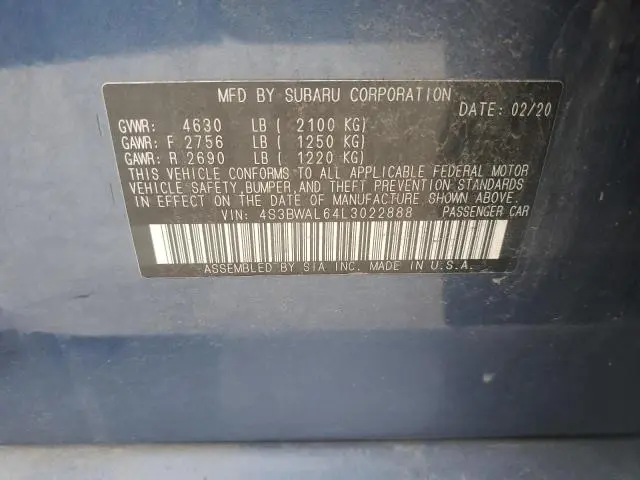 MFD BY SUBARU CORPORATION
DATE: 02/20
GVWR: 4630 LB ( 2100 KG)
GAWR: F 2756 LB ( 1250 KG)
GAWR: R 2690 LB ( 1220 KG)
THIS VEHICLE CONFORMS TO ALL APPLICABLE FEDERAL MOTOR
VEHICLE SAFETY,BUMPER,AND THEFT PREVENTION STANDARDS
IN EFFECT ON THE DATE OF MANUFACTURE SHOWN ABOVE.
VIN: 4S3BWAL64L3022888 PASSENGER CAR
ASSEMBLED BY SIA INC. MADE IN U.S.A.